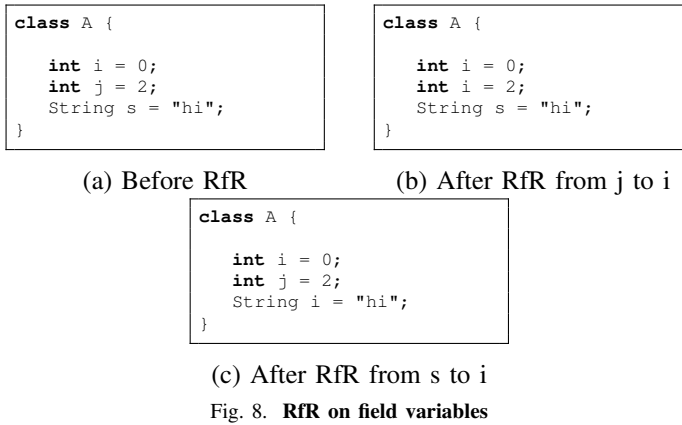 class A {
int i = 0;
int j = 2;
String s = "hi";
}
(a) Before RfR
class A {
int i = 0;
int i = 2;
String s = "hi";
}
(b) After RfR from j to i
class A {
int i = 0;
int j = 2;
String i = "hi";
}
(c) After RfR from s to i
Fig. 8. RfR on field variables